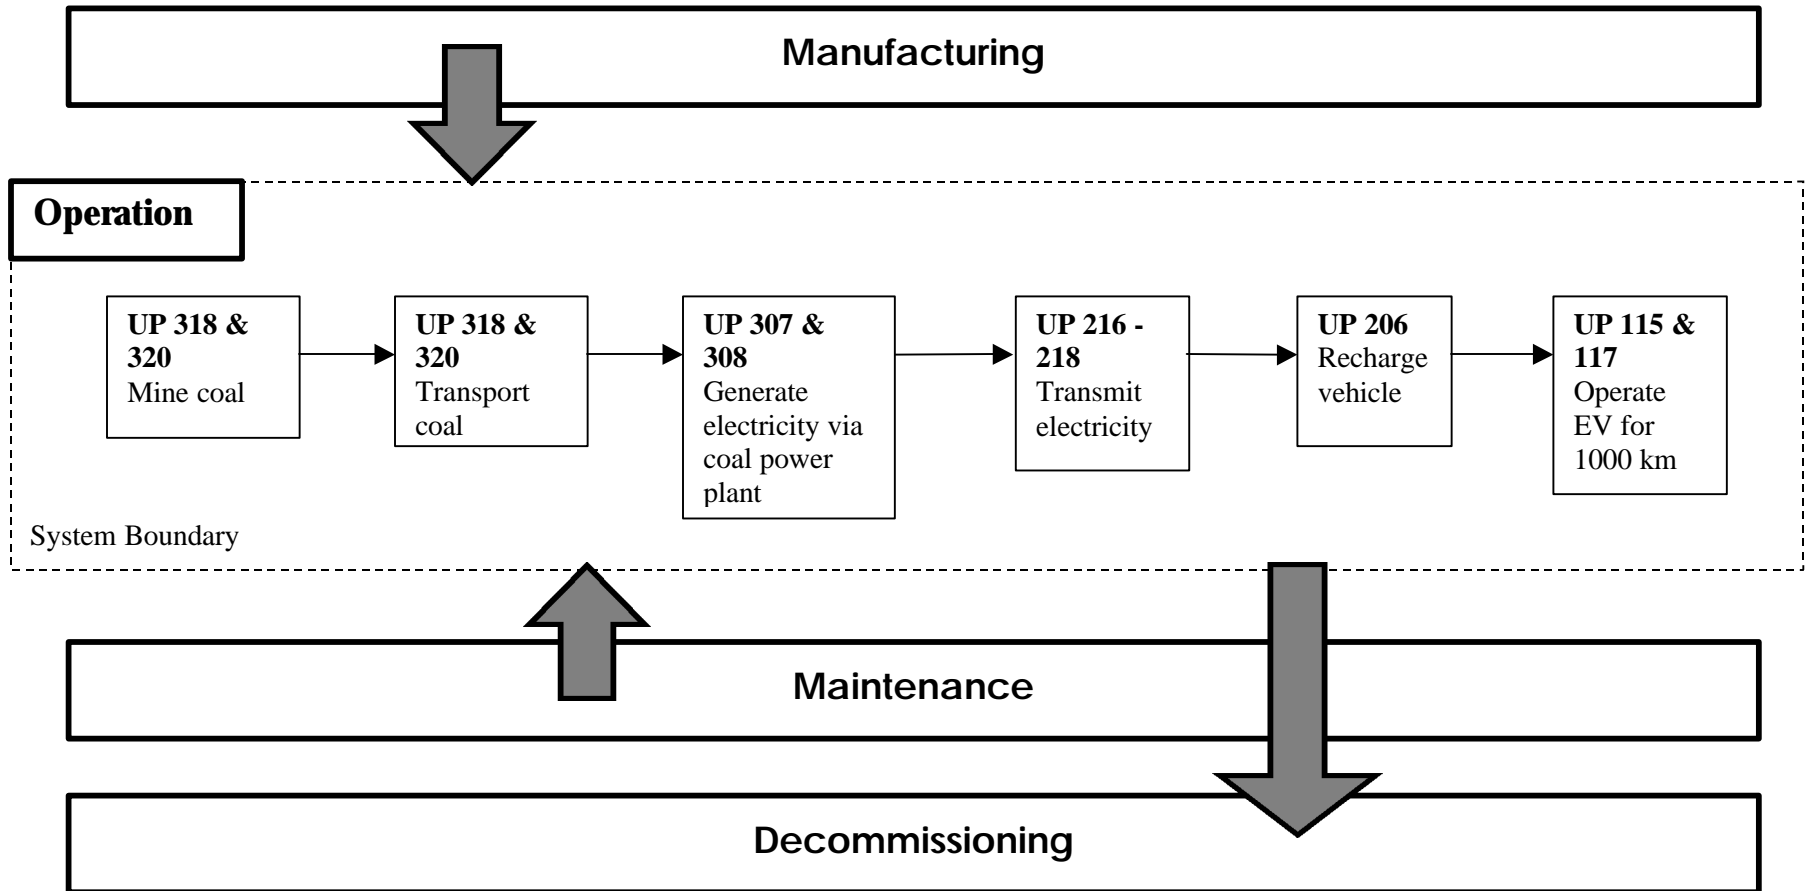 Manufacturing
Operation
UP 318 &
320
Mine coal
UP 318 &
320
Transport
coal
UP 307 &
308
Generate
electricity via
coal power
plant
UP 216 -
218
Transmit
electricity
UP 206
Recharge
vehicle
UP 115 &
117
Operate
EV for
1000 km
System Boundary
Maintenance
Decommissioning